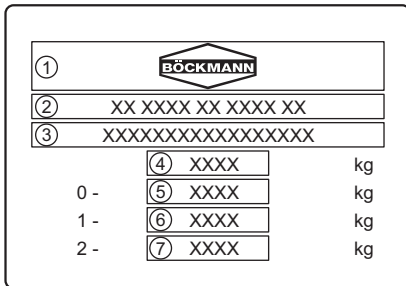 ① BÖCKMANN
② XX XXXX XX XXXX XX
③ XXXXXXXXXXXXXXXXX
④ XXXX kg
0 - ⑤ XXXX kg
1 - ⑥ XXXX kg
2 - ⑦ XXXX kg